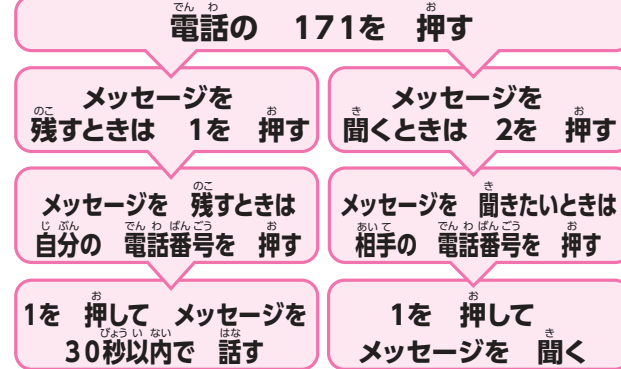 電話の 171を 押す
メッセージを
残すときは 1を 押す
メッセージを
聞くときは 2を 押す
メッセージを 残すときは
自分の 電話番号を 押す
メッセージを 聞きたいときは
相手の 電話番号を 押す
1を 押して メッセージを
30秒以内で 話す
1を 押して
メッセージを 聞く